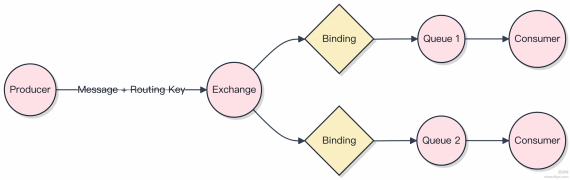 Producer
Message + Routing Key
Exchange
Binding
Queue 1
Consumer
Binding
Queue 2
Consumer